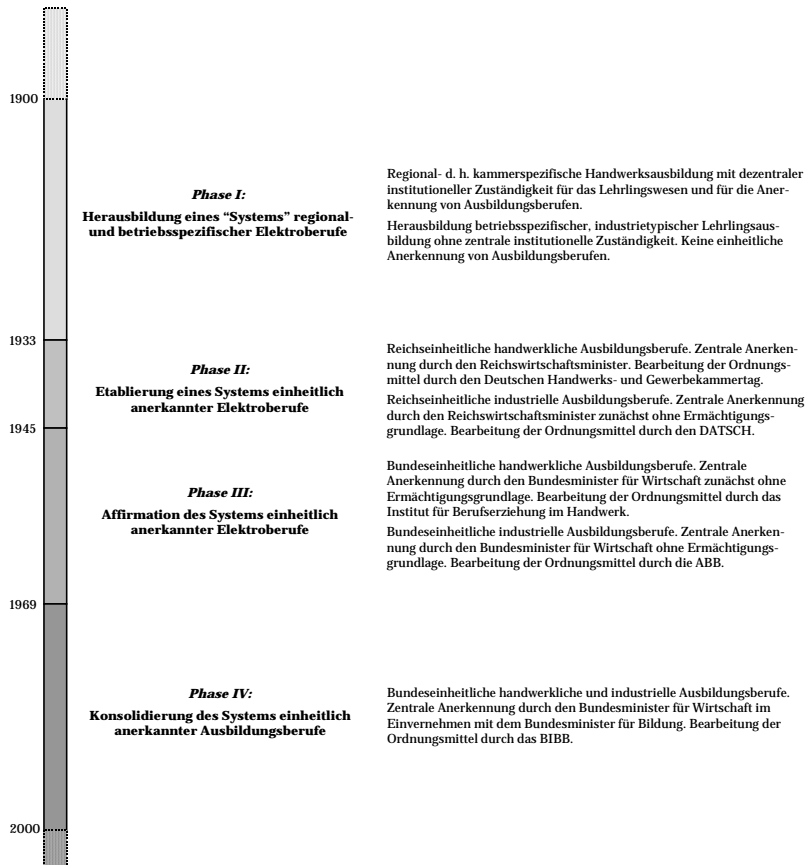 1900
Phase I:
Herausbildung eines “Systems” regional-
und betriebsspezifischer Elektroberufe
Regional- d. h. kammerspezifische Handwerksausbildung mit dezentraler
institutioneller Zuständigkeit für das Lehrlingswesen und für die Aner-
kennung von Ausbildungsberufen.
Herausbildung betriebsspezifischer, industrietypischer Lehrlingsaus-
bildung ohne zentrale institutionelle Zuständigkeit. Keine einheitliche
Anerkennung von Ausbildungsberufen.
1933
Phase II:
Etablierung eines Systems einheitlich
anerkannter Elektroberufe
Reichseinheitliche handwerkliche Ausbildungsberufe. Zentrale Anerken-
nung durch den Reichswirtschaftsminister. Bearbeitung der Ordnungs-
mittel durch den Deutschen Handwerks- und Gewerbekammertag.
Reichseinheitliche industrielle Ausbildungsberufe. Zentrale Anerkennung
durch den Reichswirtschaftsminister zunächst ohne Ermächtigungs-
grundlage. Bearbeitung der Ordnungsmittel durch den DATSCH.
1945
Phase III:
Affirmation des Systems einheitlich
anerkannter Elektroberufe
Bundeseinheitliche handwerkliche Ausbildungsberufe. Zentrale
Anerkennung durch den Bundesminister für Wirtschaft zunächst ohne
Ermächtigungsgrundlage. Bearbeitung der Ordnungsmittel durch das
Institut für Berufserziehung im Handwerk.
Bundeseinheitliche industrielle Ausbildungsberufe. Zentrale Anerken-
nung durch den Bundesminister für Wirtschaft ohne Ermächtigungs-
grundlage. Bearbeitung der Ordnungsmittel durch die ABB.
1969
Phase IV:
Konsolidierung des Systems einheitlich
anerkannter Ausbildungsberufe
Bundeseinheitliche handwerkliche und industrielle Ausbildungsberufe.
Zentrale Anerkennung durch den Bundesminister für Wirtschaft im
Einvernehmen mit dem Bundesminister für Bildung. Bearbeitung der
Ordnungsmittel durch das BIBB.
2000